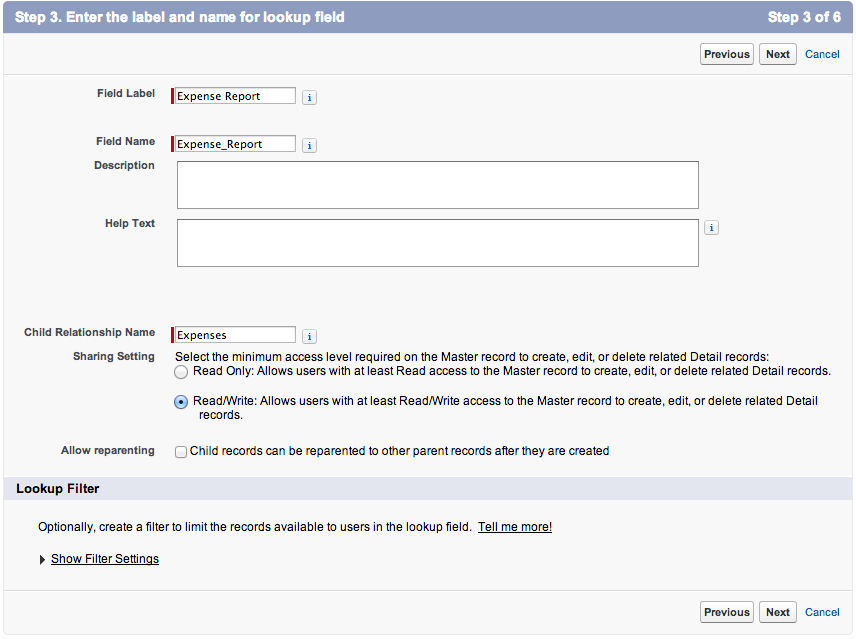 Step 3. Enter the label and name for lookup field Step 3 of 6
Previous Next Cancel
Field Label Expense Report i
Field Name Expense_Report i
Description
Help Text i
Child Relationship Name Expenses i
Sharing Setting Select the minimum access level required on the Master record to create, edit, or delete related Detail records:
Read Only: Allows users with at least Read access to the Master record to create, edit, or delete related Detail records.
Read/Write: Allows users with at least Read/Write access to the Master record to create, edit, or delete related Detail
records.
Allow reparenting Child records can be reparented to other parent records after they are created
Lookup Filter
Optionally, create a filter to limit the records available to users in the lookup field. Tell me more!
Show Filter Settings
Previous Next Cancel